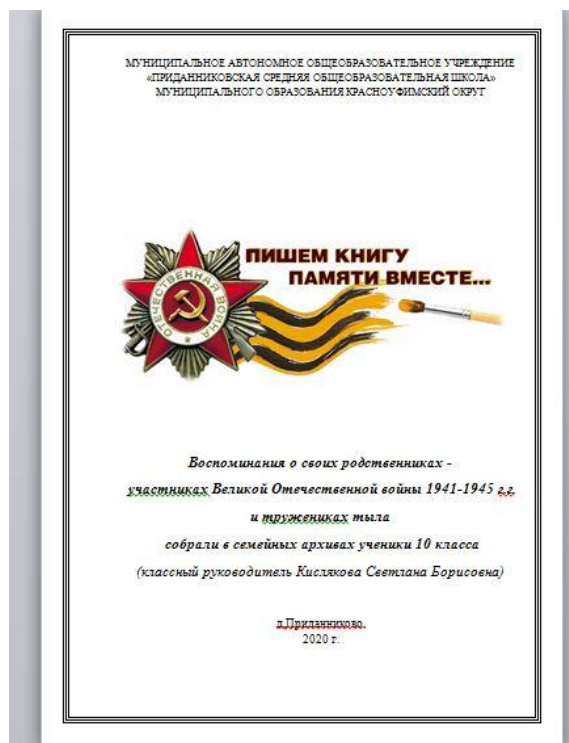 МУНИЦИПАЛЬНОЕ АВТОНОМНОЕ ОБЩЕОБРАЗОВАТЕЛЬНОЕ УЧРЕЖДЕНИЕ
«ПРИДАННИКОВСКАЯ СРЕДНЯЯ ОБЩЕОБРАЗОВАТЕЛЬНАЯ ШКОЛА»
МУНИЦИПАЛЬНОГО ОБРАЗОВАНИЯ КРАСНОУФИМСКИЙ ОКРУГ
ПИШЕМ КНИГУ
ПАМЯТИ ВМЕСТЕ...
ОТЕЧЕСТВЕННАЯ ВОЙНА
Воспоминания о своих родственниках -
участниках Великой Отечественной войны 1941-1945 г.г.
и тружениках тыла
собрали в семейных архивах ученики 10 класса
(классный руководитель Кислякова Светлана Борисовна)
д.Приданниково,
2020 г.